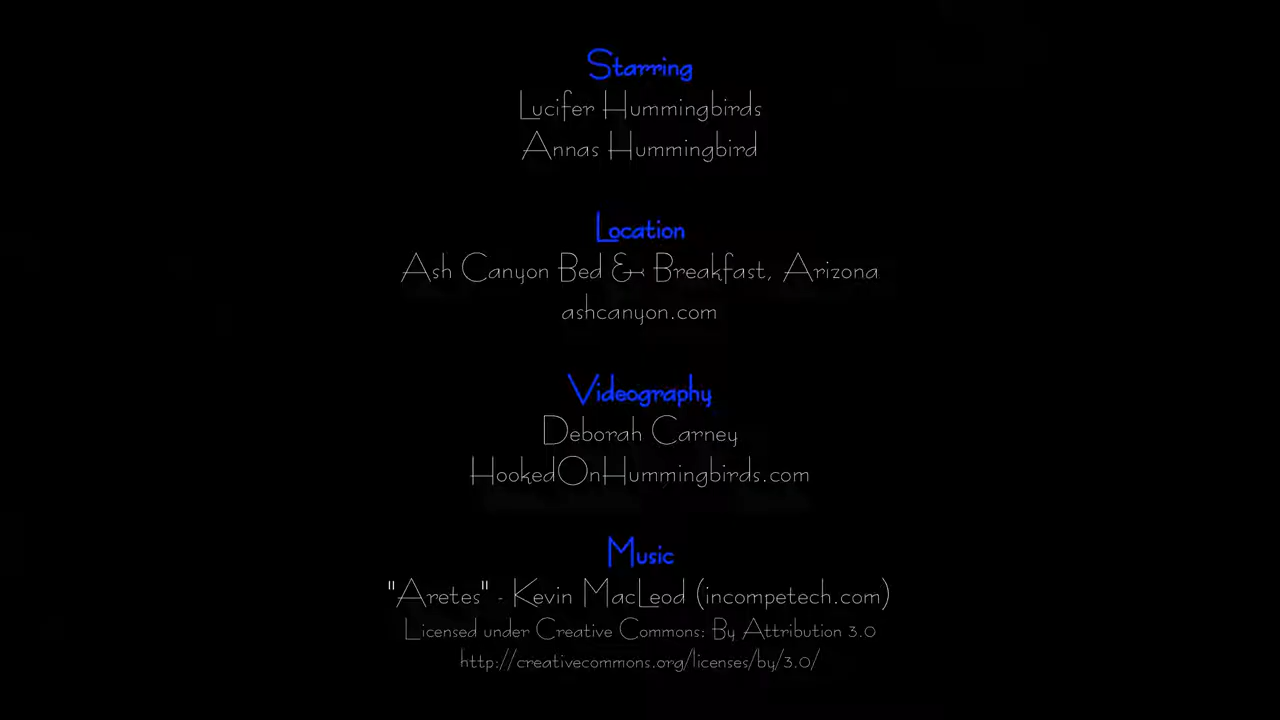 Starring
Lucifer Hummingbirds
Annas Hummingbird
Location
Ash Canyon Bed & Breakfast, Arizona
ashcanyon.com
Videography
Deborah Carney
HookedOnHummingbirds.com
Music
"Aretes" - Kevin MacLeod (incompetech.com)
Licensed under Creative Commons: By Attribution 3.0
http://creativecommons.org/licenses/by/3.0/